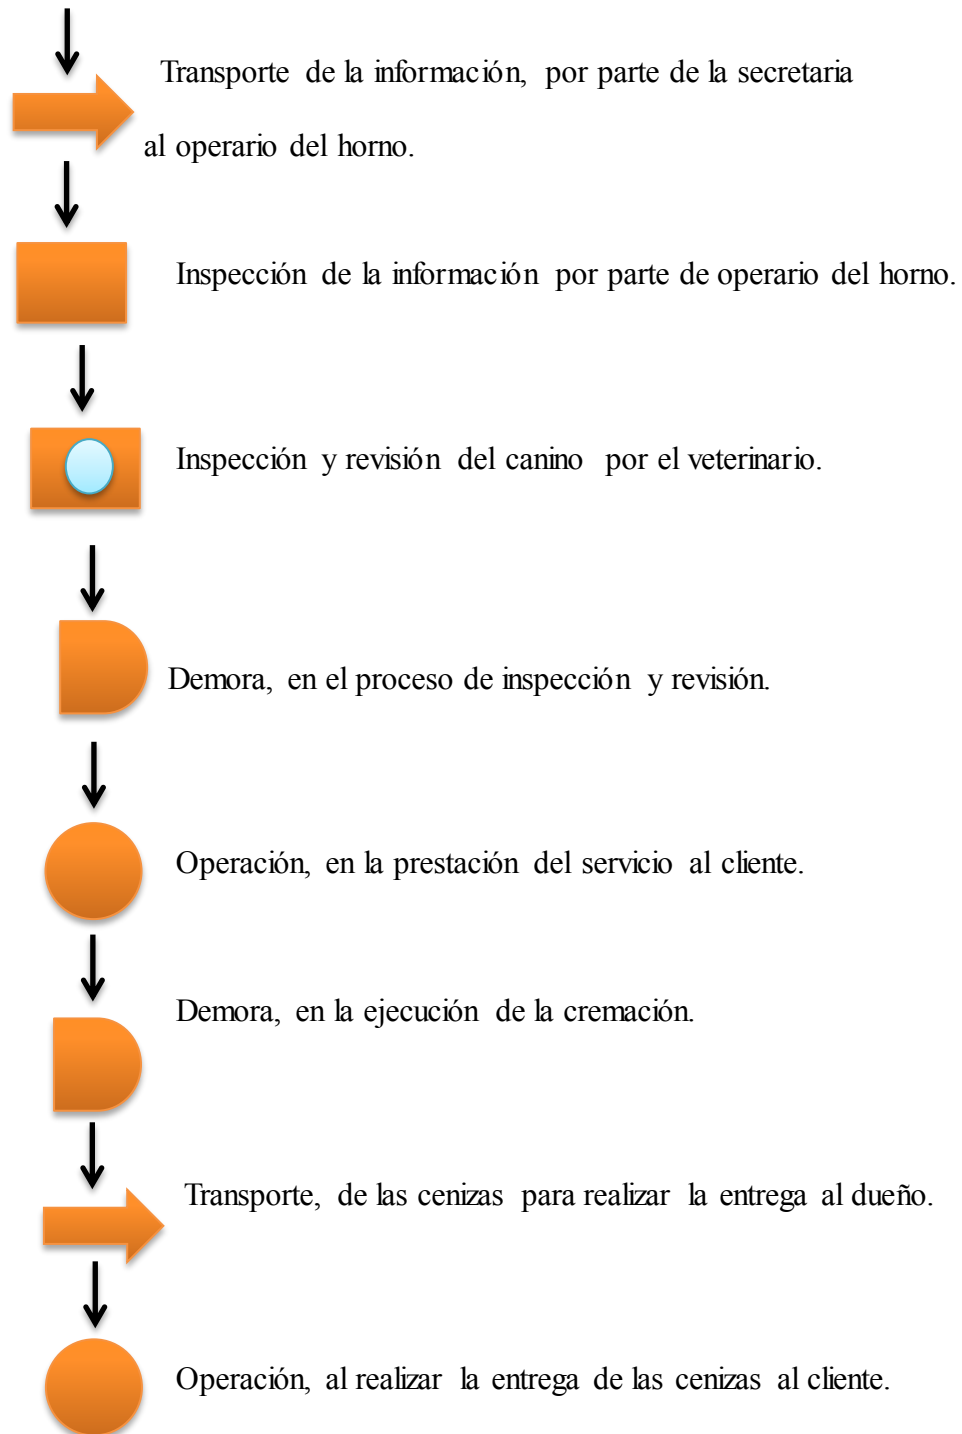 Transporte de la información, por parte de la secretaria
al operario del horno.
Inspección de la información por parte de operario del horno.
Inspección y revisión del canino por el veterinario.
Demora, en el proceso de inspección y revisión.
Operación, en la prestación del servicio al cliente.
Demora, en la ejecución de la cremación.
Transporte, de las cenizas para realizar la entrega al dueño.
Operación, al realizar la entrega de las cenizas al cliente.